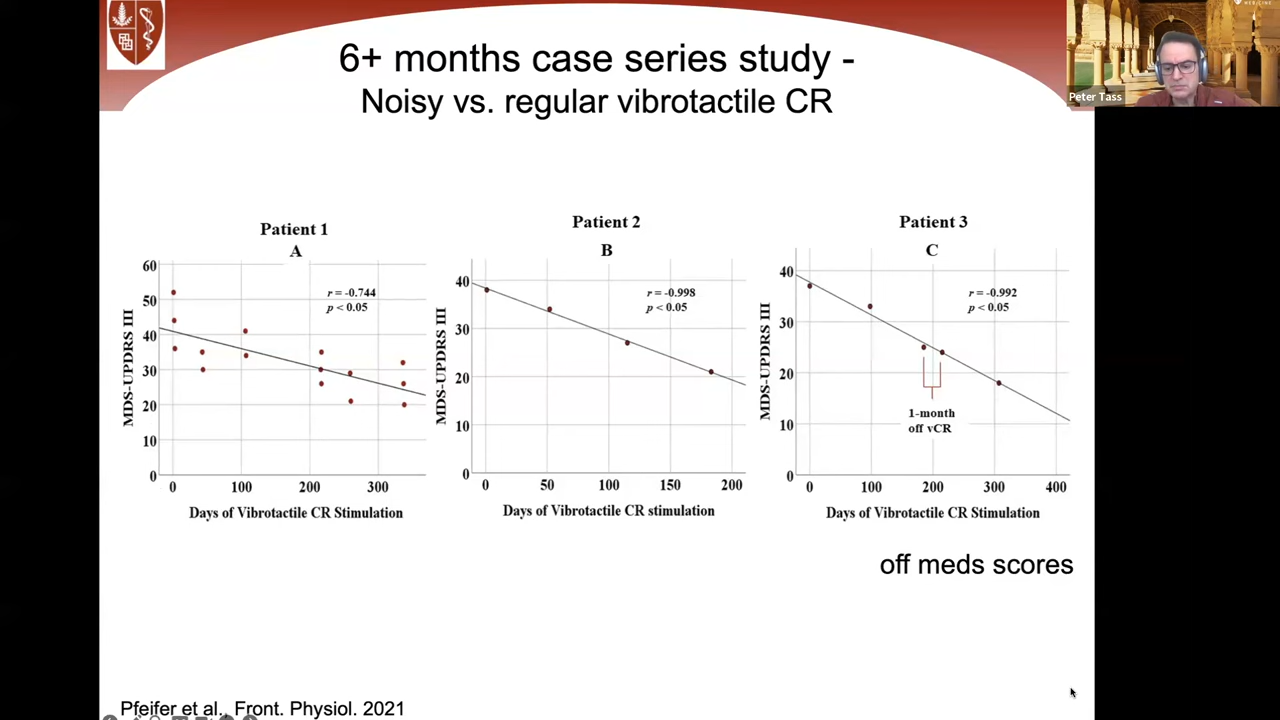 6+ months case series study -
Noisy vs. regular vibrotactile CR
Peter Tass
Patient 1
A
r = -0.744
p < 0.05
MDS-UPDRS III
60
50
40
30
20
10
0
0 100 200 300
Days of Vibrotactile CR Stimulation
Patient 2
B
r = -0.998
p < 0.05
MDS-UPDRS III
40
30
20
10
0
0 50 100 150 200
Days of Vibrotactile CR stimulation
Patient 3
C
r = -0.992
p < 0.05
MDS-UPDRS III
40
30
20
10
0
1-month
off vCR
0 100 200 300 400
Days of Vibrotactile CR Stimulation
off meds scores
Pfeifer et al., Front. Physiol. 2021